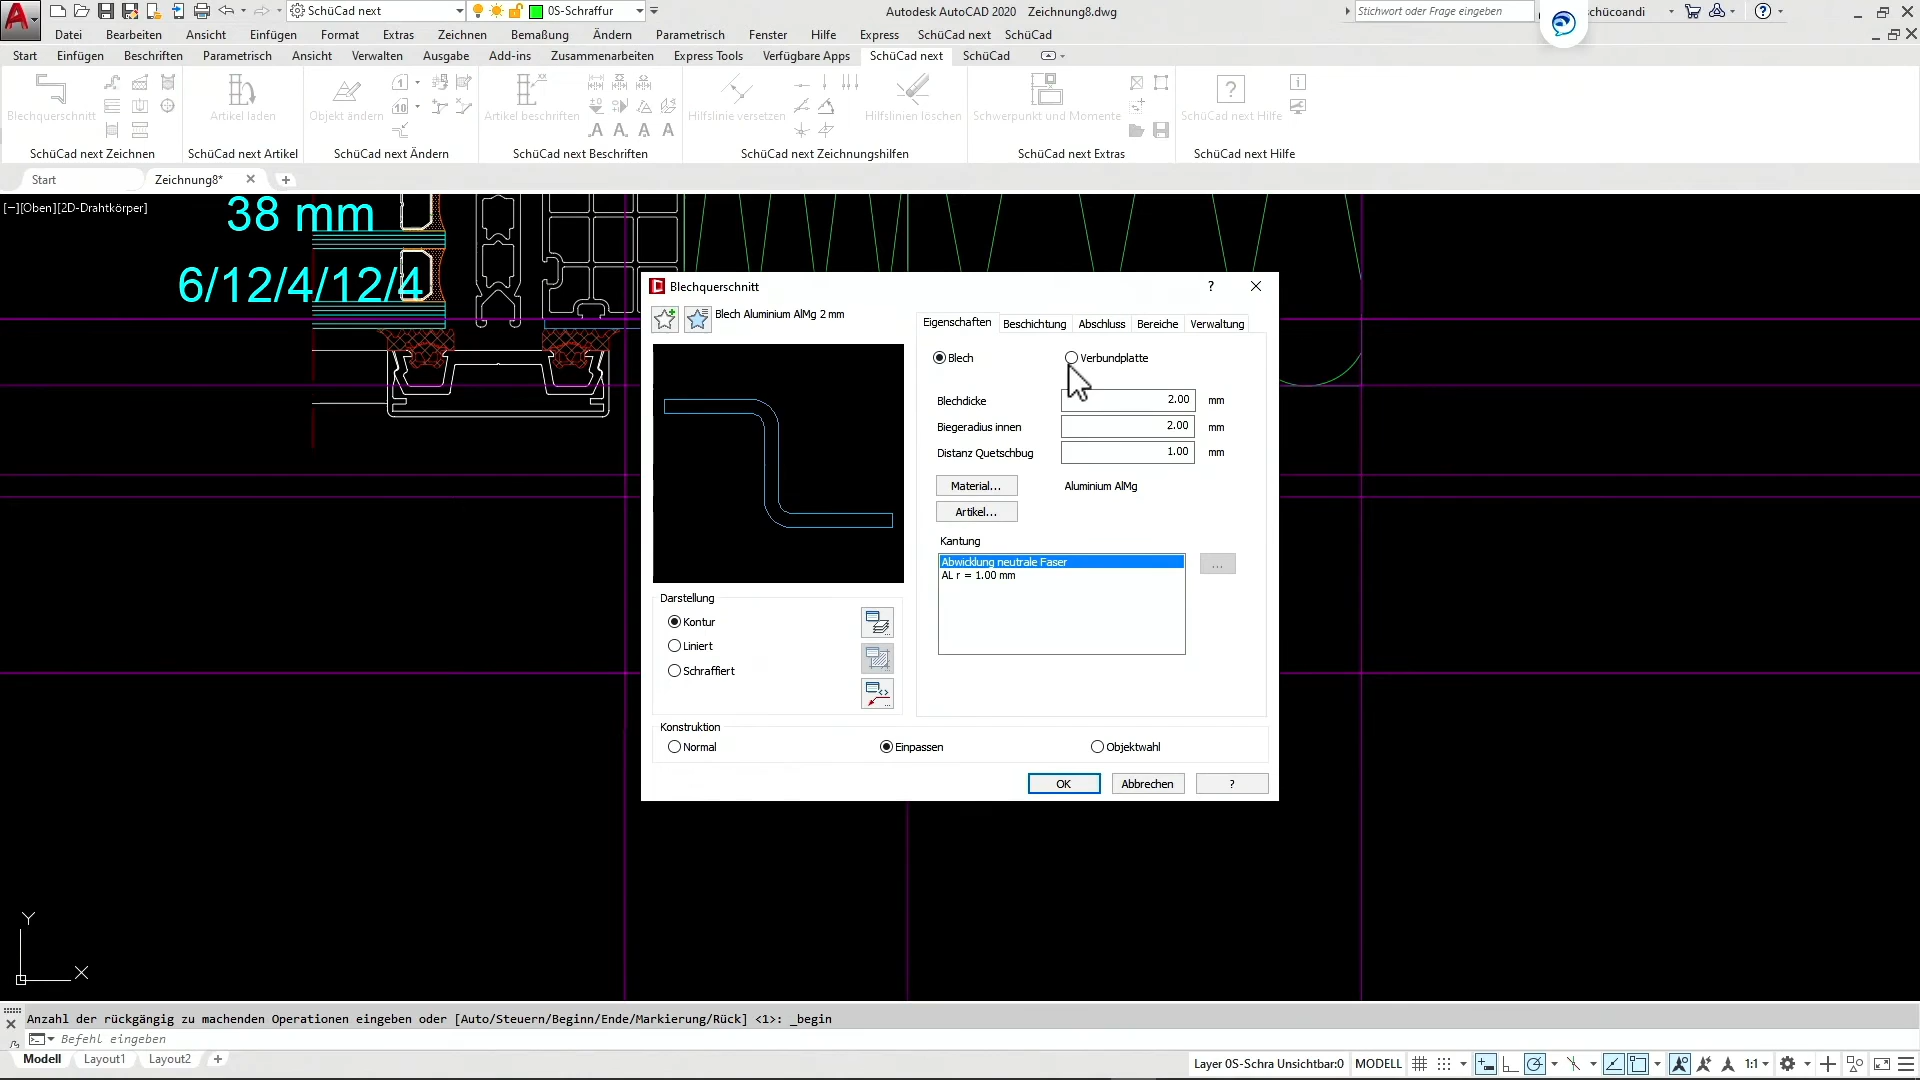 SchüCad next
0S-Schraffur
Autodesk AutoCAD 2020 Zeichnung8.dwg
Stichwort oder Frage eingeben
schücoandi
Datei Bearbeiten Ansicht Einfügen Format Extras Zeichnen Bemaßung Ändern Parametrisch Fenster Hilfe Express SchüCad next SchüCad
Start Einfügen Beschriften Parametrisch Ansicht Verwalten Ausgabe Add-ins Zusammenarbeiten Express Tools Verfügbare Apps SchüCad next SchüCad
Blechquerschnitt Artikel laden Objekt ändern Artikel beschriften Hilfslinie versetzen Hilfslinien löschen Schwerpunkt und Momente SchüCad next Hilfe
SchüCad next Zeichnen SchüCad next Artikel SchüCad next Ändern SchüCad next Beschriften SchüCad next Zeichnungshilfen SchüCad next Extras SchüCad next Hilfe
Start Zeichnung8*
[−][Oben][2D-Drahtkörper]
38 mm
6/12/4/12/4
Blechquerschnitt
Blech Aluminium AlMg 2 mm
Eigenschaften Beschichtung Abschluss Bereiche Verwaltung
Blech Verbundplatte
Blechdicke 2.00 mm
Biegeradius innen 2.00 mm
Distanz Quetschbug 1.00 mm
Material... Aluminium AlMg
Artikel...
Kantung
Abwicklung neutrale Faser
AL r = 1.00 mm
...
Darstellung
Kontur
Liniert
Schraffiert
Konstruktion
Normal Einpassen Objektwahl
OK Abbrechen ?
Y
X
Anzahl der rückgängig zu machenden Operationen eingeben oder [Auto/Steuern/Beginn/Ende/Markierung/Rück] <1>: _begin
Befehl eingeben
Modell Layout1 Layout2 +
Layer 0S-Schra Unsichtbar:0 MODELL 1:1